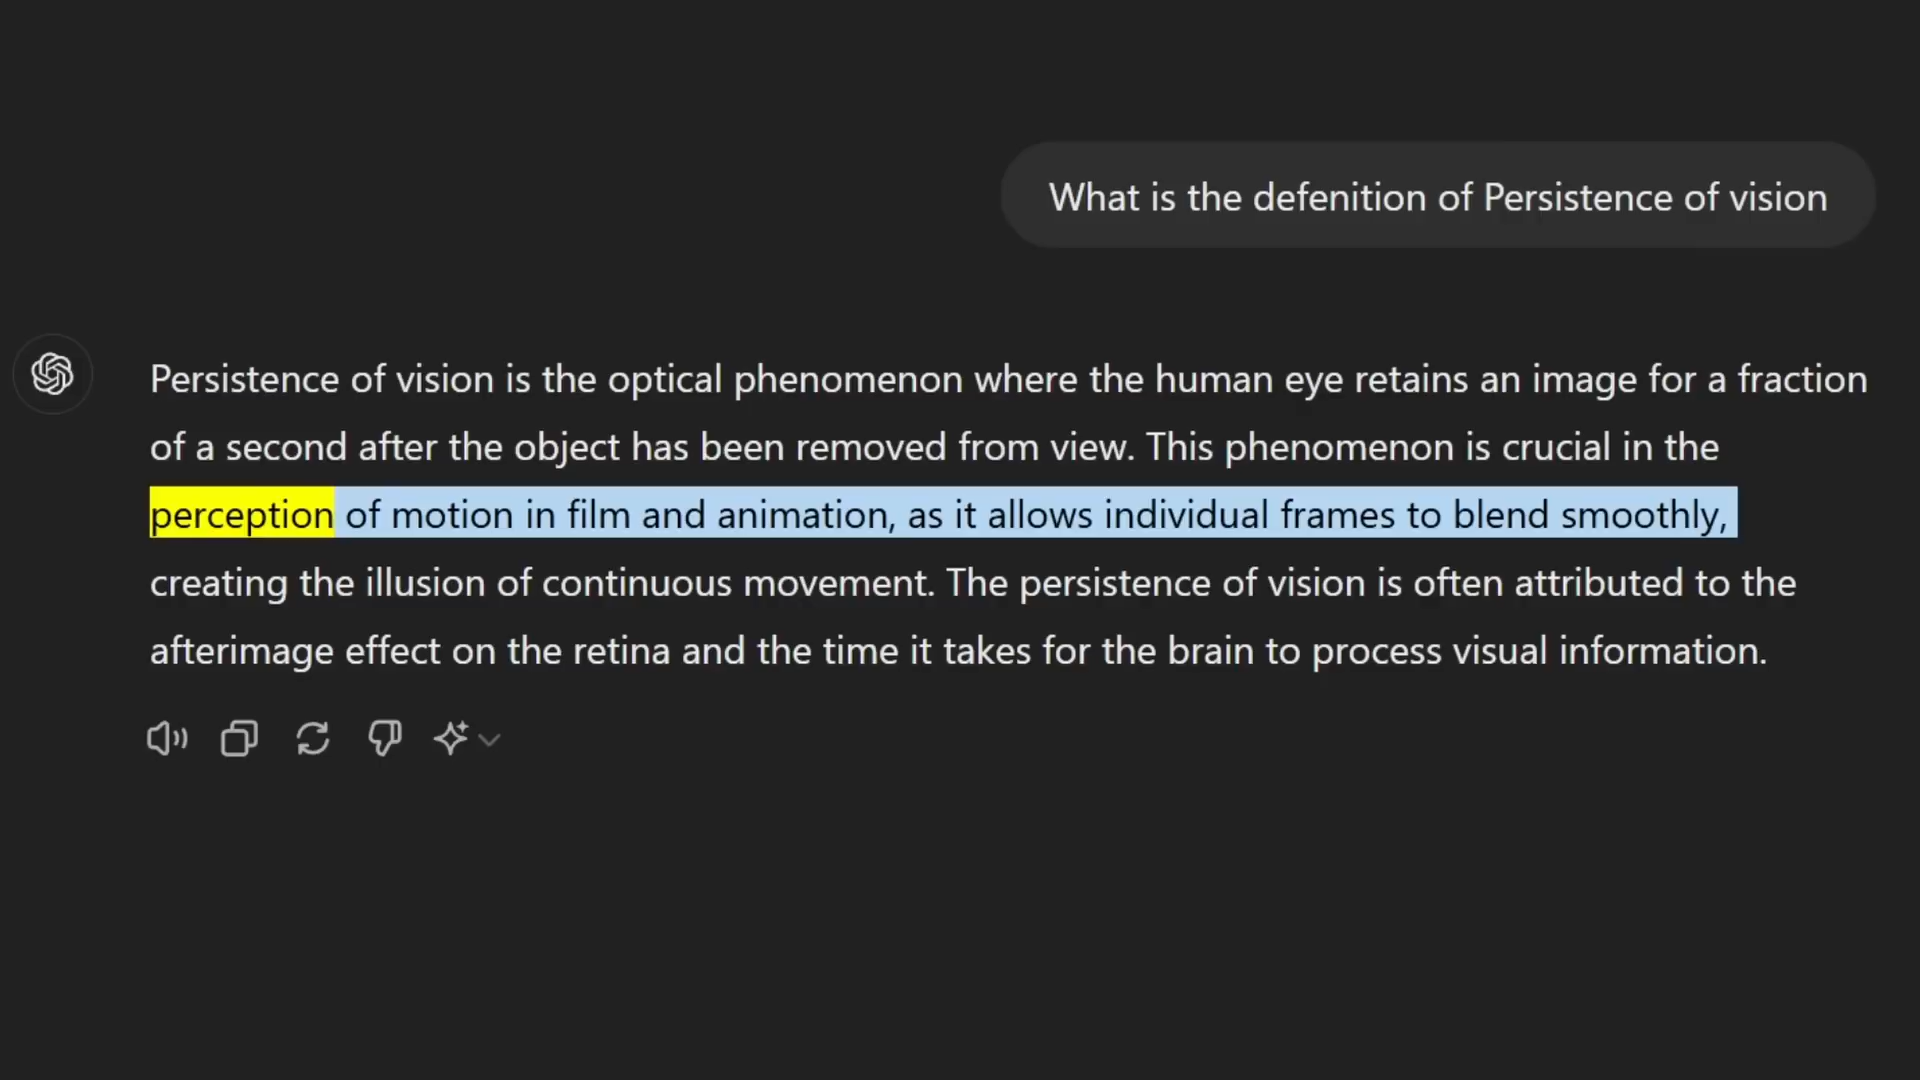 What is the defenition of Persistence of vision
Persistence of vision is the optical phenomenon where the human eye retains an image for a fraction
of a second after the object has been removed from view. This phenomenon is crucial in the
perception of motion in film and animation, as it allows individual frames to blend smoothly,
creating the illusion of continuous movement. The persistence of vision is often attributed to the
afterimage effect on the retina and the time it takes for the brain to process visual information.